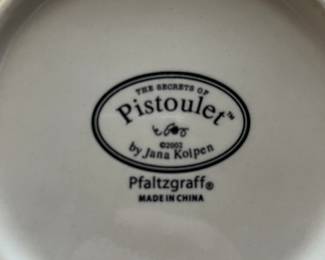 THE SECRETS OF
Pistoulet™
©2002
by Jana Kolpen
Pfaltzgraff®
MADE IN CHINA